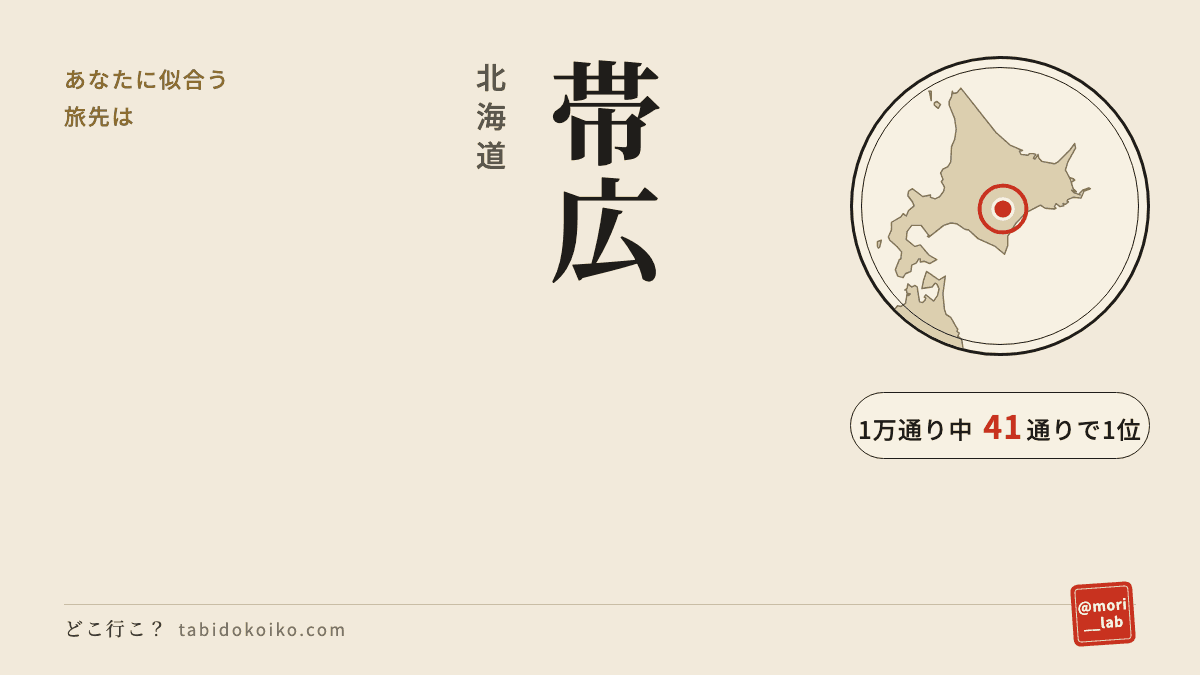 あなたに似合う
旅先は
帯広
北海道
1万通り中 41通りで1位
どこ行こ？ tabidokoiko.com
@mori
__lab